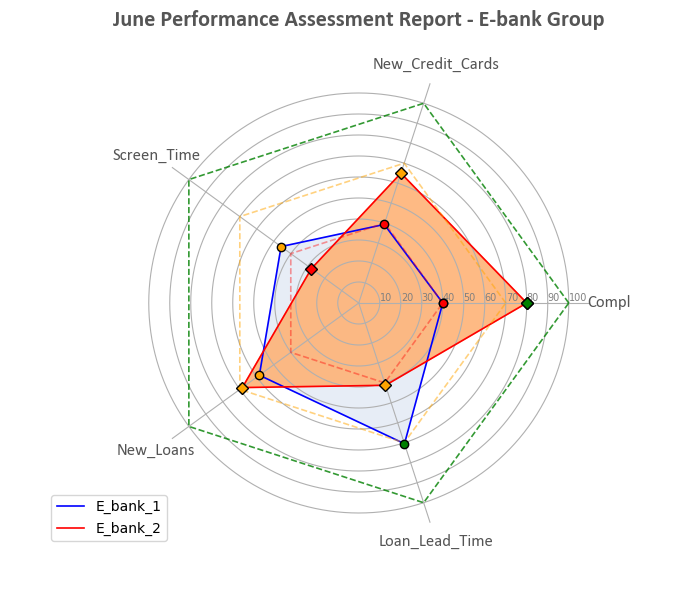 June Performance Assessment Report - E-bank Group
New_Credit_Cards
Screen_Time
10 20 30 40 50 60 70 80 90 100
Compl
New_Loans
Loan_Lead_Time
E_bank_1
E_bank_2